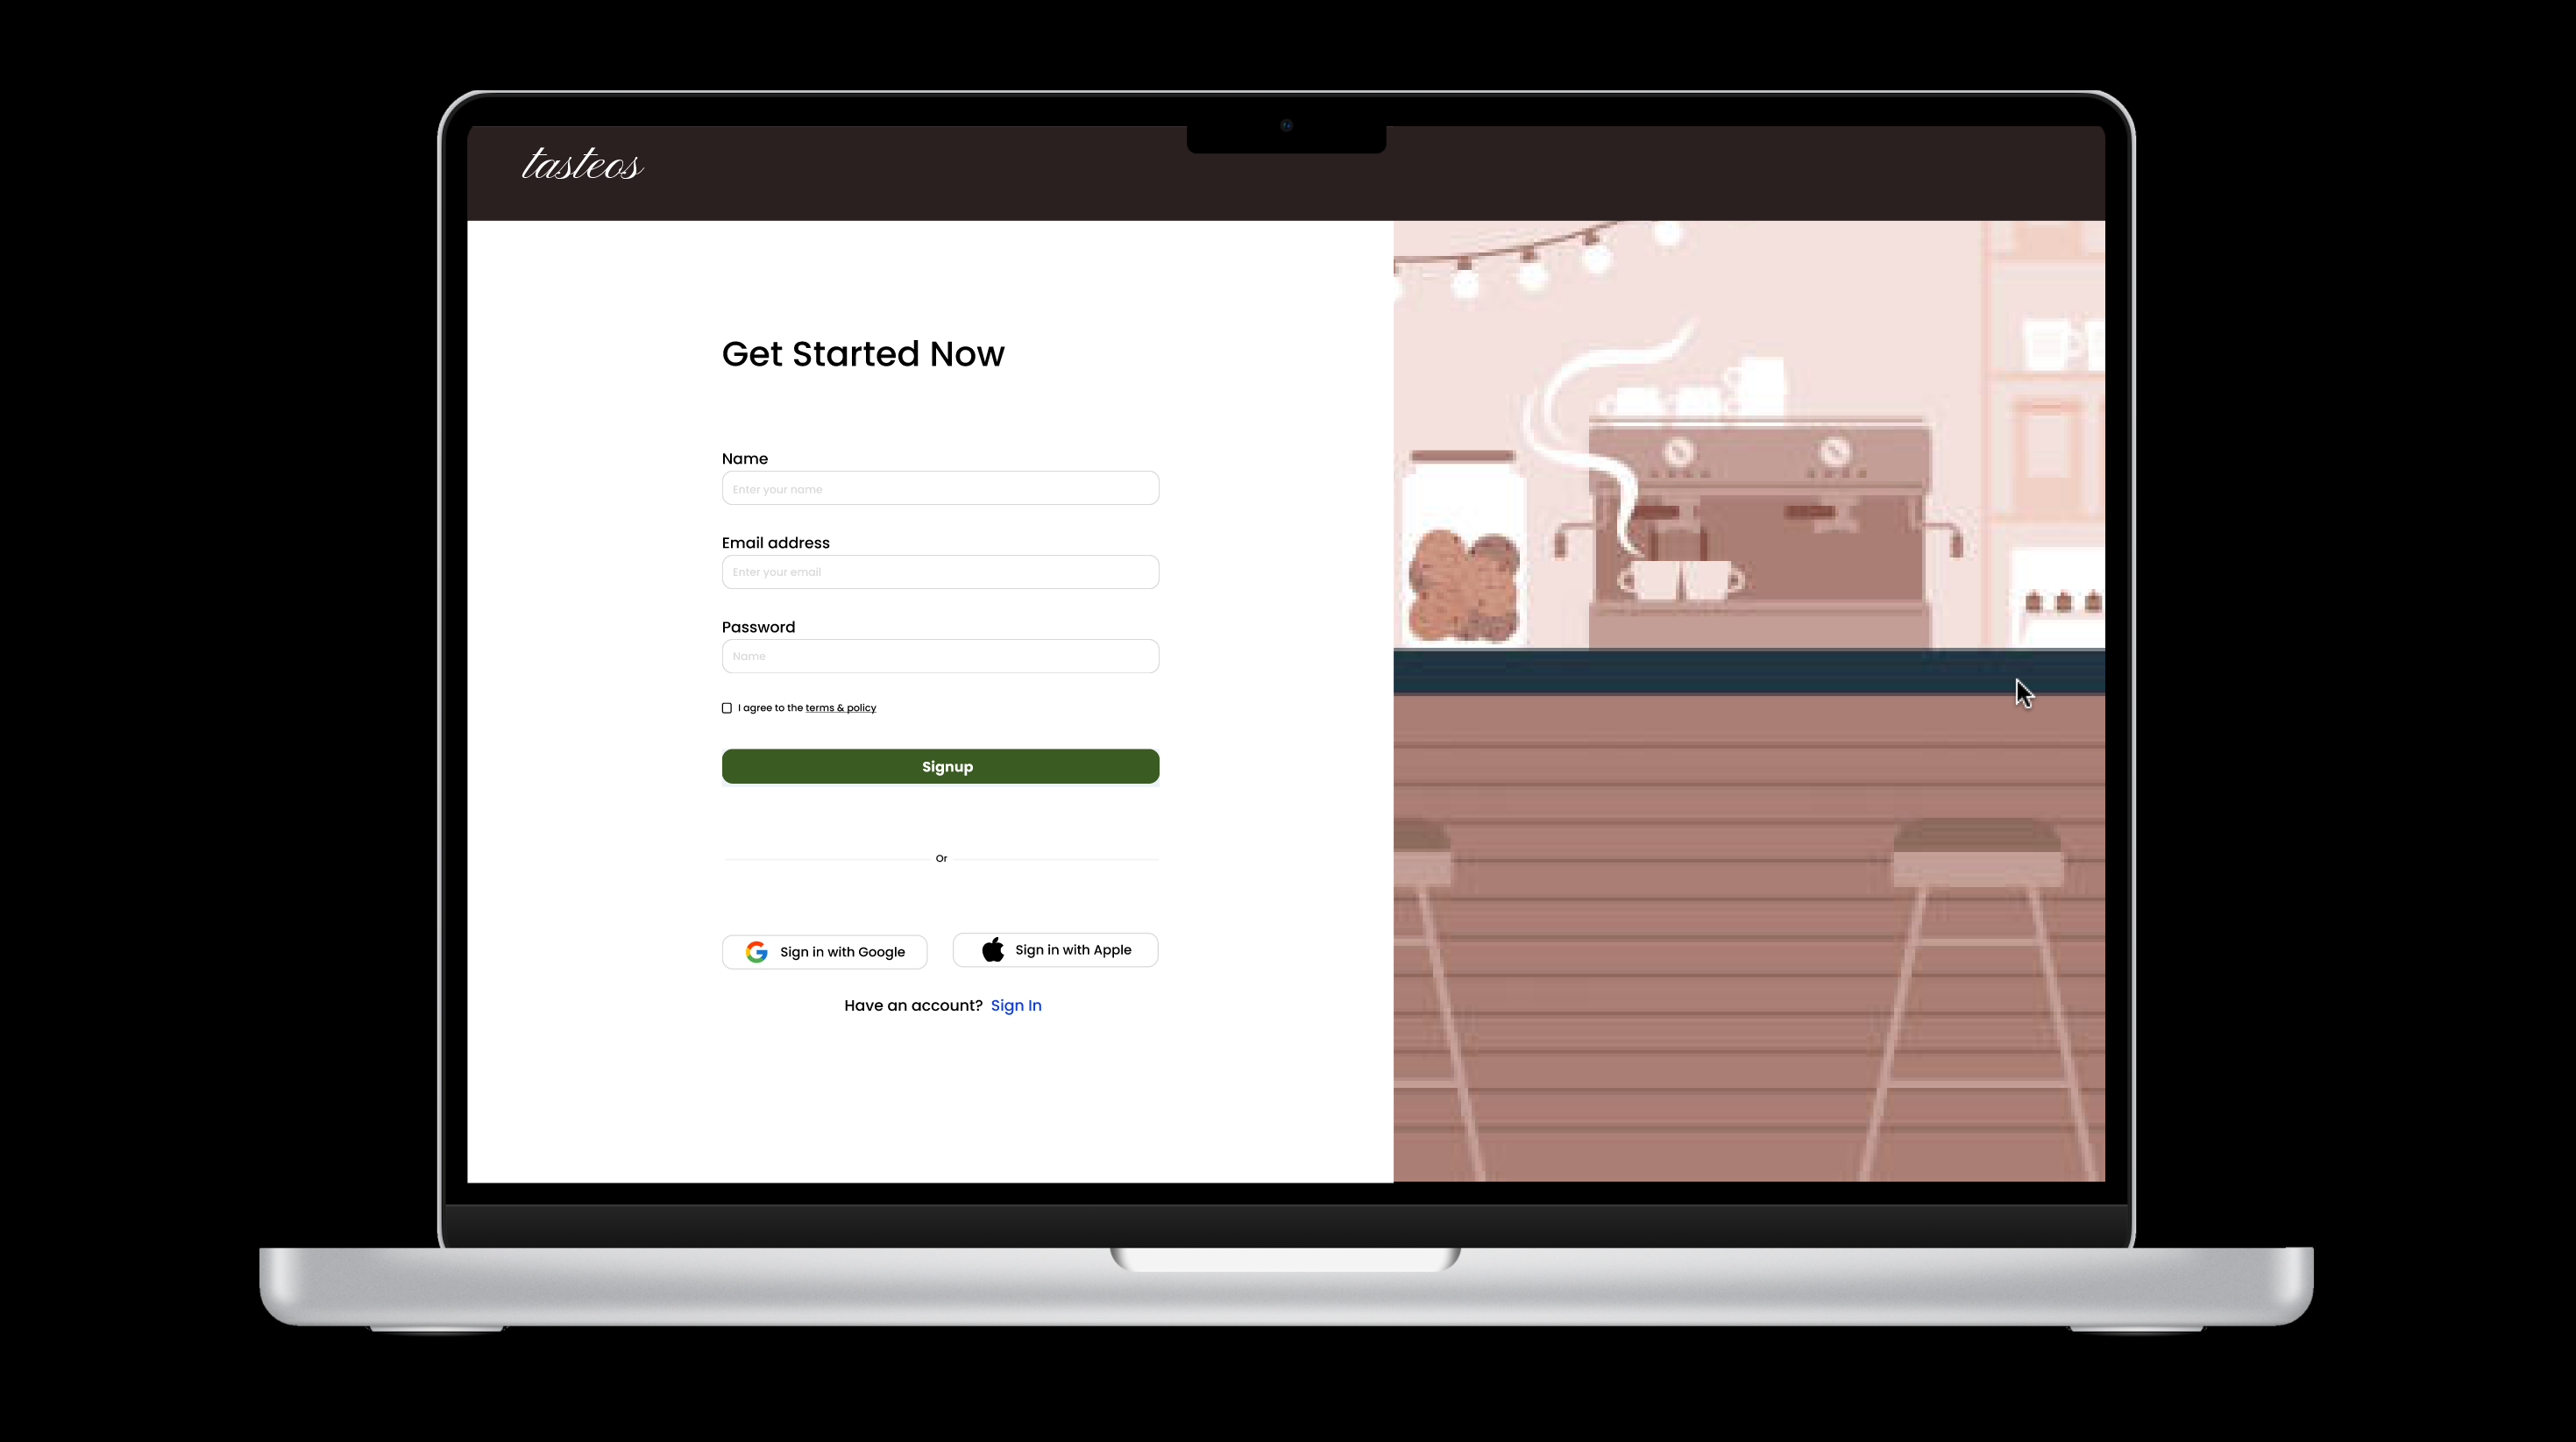 tasteos
Get Started Now
Name
Enter your name
Email address
Enter your email
Password
Name
I agree to the terms & policy
Signup
Or
Sign in with Google
Sign in with Apple
Have an account? Sign In